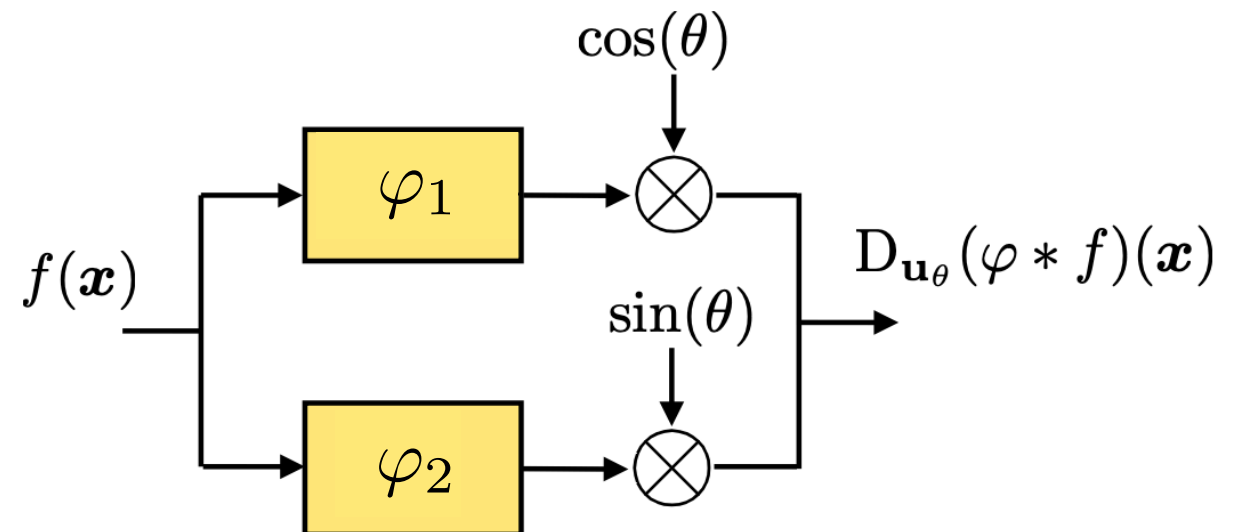 cos(θ)
φ₁
f(𝒙)
D_{𝐮_θ}(φ ∗ f)(𝒙)
sin(θ)
φ₂